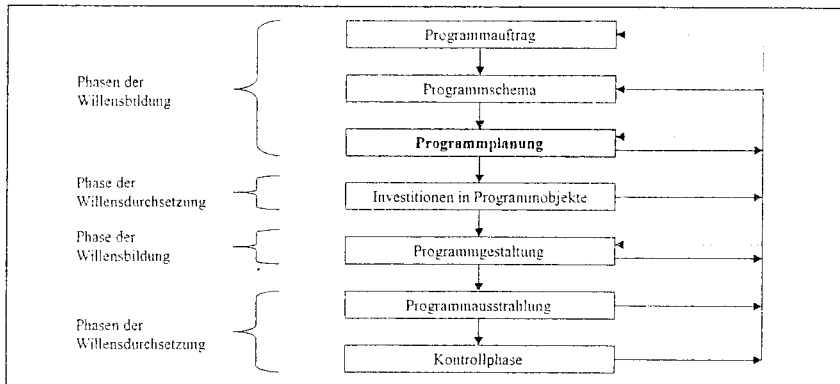 Programmauftrag
Phasen der
Willensbildung
Programmschema
Programmplanung
Phase der
Willensdurchsetzung
Investitionen in Programmobjekte
Phase der
Willensbildung
Programmgestaltung
Programmausstrahlung
Phasen der
Willensdurchsetzung
Kontrollphase